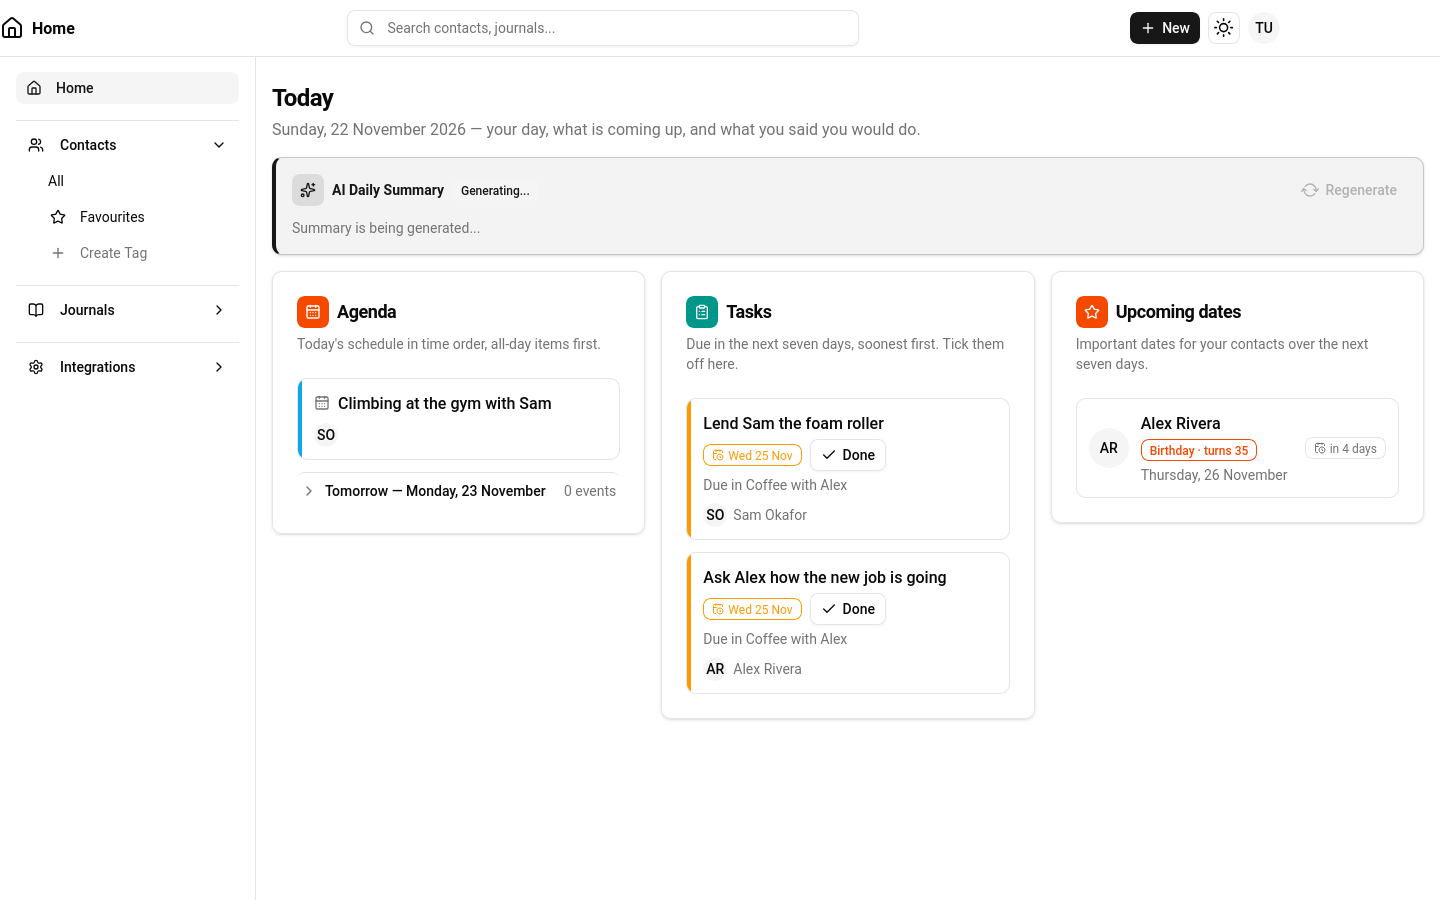 Home
Search contacts, journals...
New
TU
Home
Contacts
All
Favourites
Create Tag
Journals
Integrations
Today
Sunday, 22 November 2026 — your day, what is coming up, and what you said you would do.
AI Daily Summary
Generating...
Regenerate
Summary is being generated...
Agenda
Today's schedule in time order, all-day items first.
Climbing at the gym with Sam
SO
Tomorrow — Monday, 23 November
0 events
Tasks
Due in the next seven days, soonest first. Tick them
off here.
Lend Sam the foam roller
Wed 25 Nov
Done
Due in Coffee with Alex
SO Sam Okafor
Ask Alex how the new job is going
Wed 25 Nov
Done
Due in Coffee with Alex
AR Alex Rivera
Upcoming dates
Important dates for your contacts over the next
seven days.
AR
Alex Rivera
Birthday · turns 35
in 4 days
Thursday, 26 November